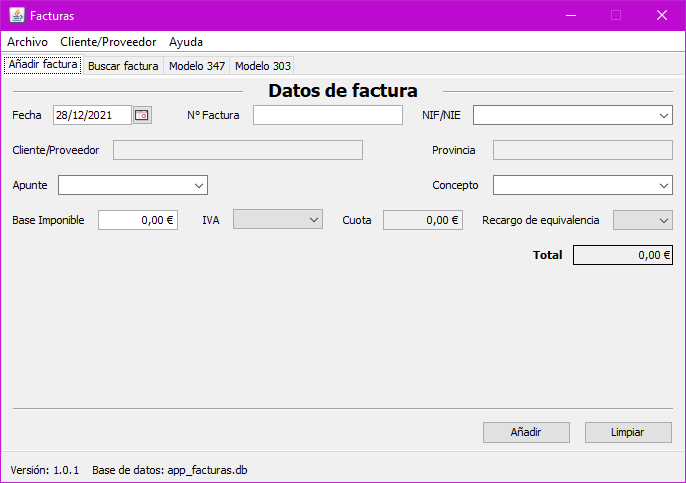 Facturas
Archivo Cliente/Proveedor Ayuda
Añadir factura Buscar factura Modelo 347 Modelo 303
Datos de factura
Fecha 28/12/2021 Nº Factura NIF/NIE
Cliente/Proveedor Provincia
Apunte Concepto
Base Imponible 0,00 € IVA Cuota 0,00 € Recargo de equivalencia
Total 0,00 €
Añadir Limpiar
Versión: 1.0.1 Base de datos: app_facturas.db